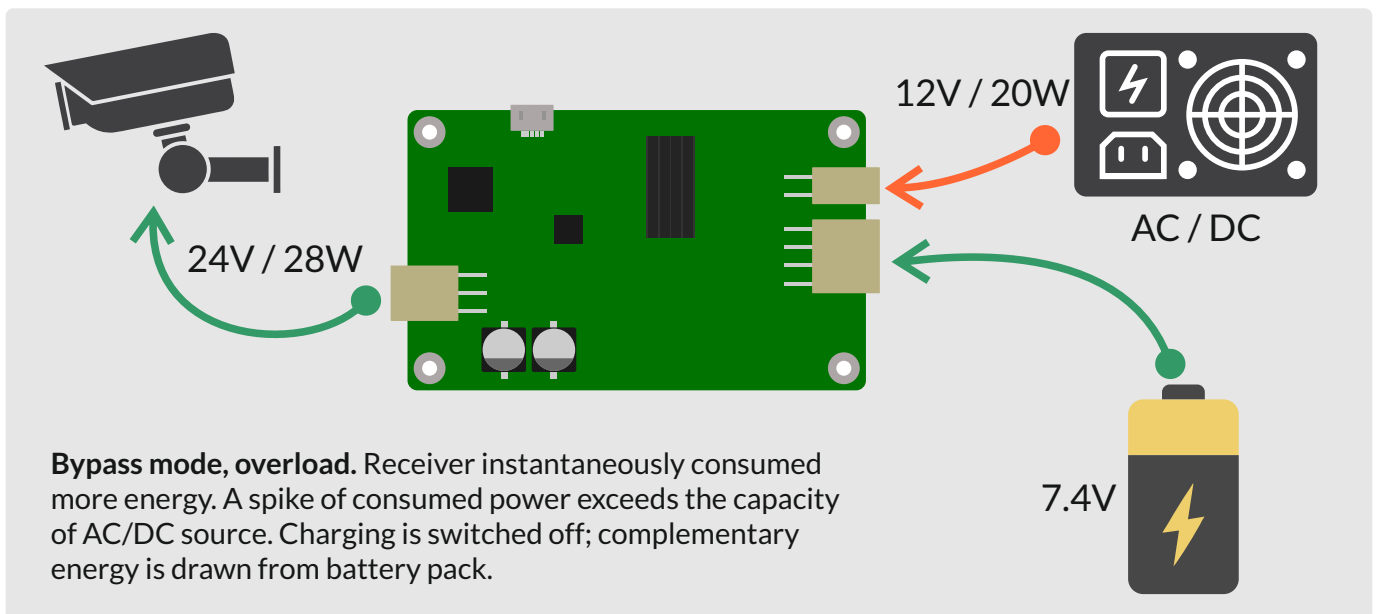 12V / 20W
AC / DC
24V / 28W
7.4V
Bypass mode, overload. Receiver instantaneously consumed
more energy. A spike of consumed power exceeds the capacity
of AC/DC source. Charging is switched off; complementary
energy is drawn from battery pack.